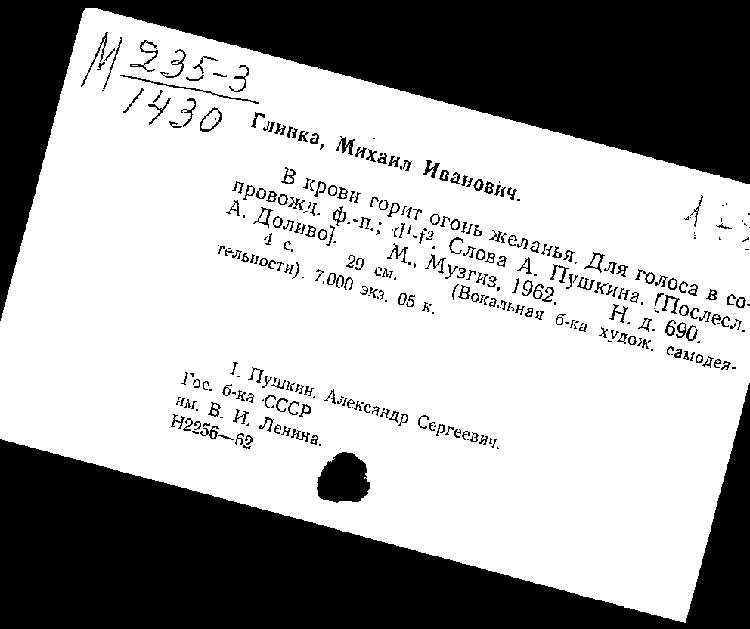 М 235-3
1430
Глинка, Михаил Иванович.
В крови горит огонь желанья. Для голоса в со-
провожд. ф.-п.; d¹-f². Слова А. Пушкина. [Послесл.
А. Доливо]. М., Музгиз, 1962. Н. д. 690.
4 с. 29 см. (Вокальная б-ка худож. самодея-
тельности). 7.000 экз. 05 к.
I. Пушкин, Александр Сергеевич.
Гос. б-ка СССР
им. В. И. Ленина.
Н2256—62